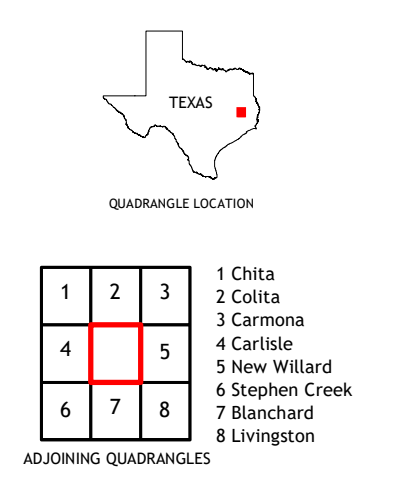 TEXAS
QUADRANGLE LOCATION
1 2 3
4 5
6 7 8
ADJOINING QUADRANGLES
1 Chita
2 Colita
3 Carmona
4 Carlisle
5 New Willard
6 Stephen Creek
7 Blanchard
8 Livingston